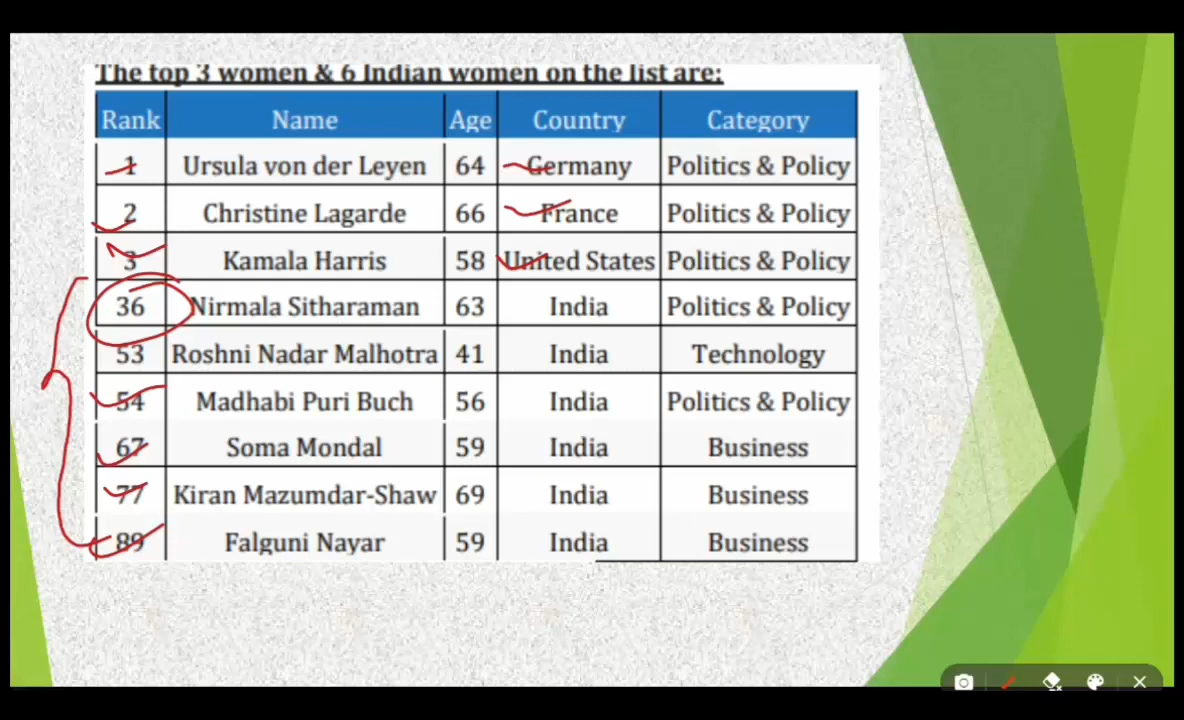 The top 3 women & 6 Indian women on the list are:
Rank Name Age Country Category
1 Ursula von der Leyen 64 Germany Politics & Policy
2 Christine Lagarde 66 France Politics & Policy
3 Kamala Harris 58 United States Politics & Policy
36 Nirmala Sitharaman 63 India Politics & Policy
53 Roshni Nadar Malhotra 41 India Technology
54 Madhabi Puri Buch 56 India Politics & Policy
67 Soma Mondal 59 India Business
77 Kiran Mazumdar-Shaw 69 India Business
89 Falguni Nayar 59 India Business